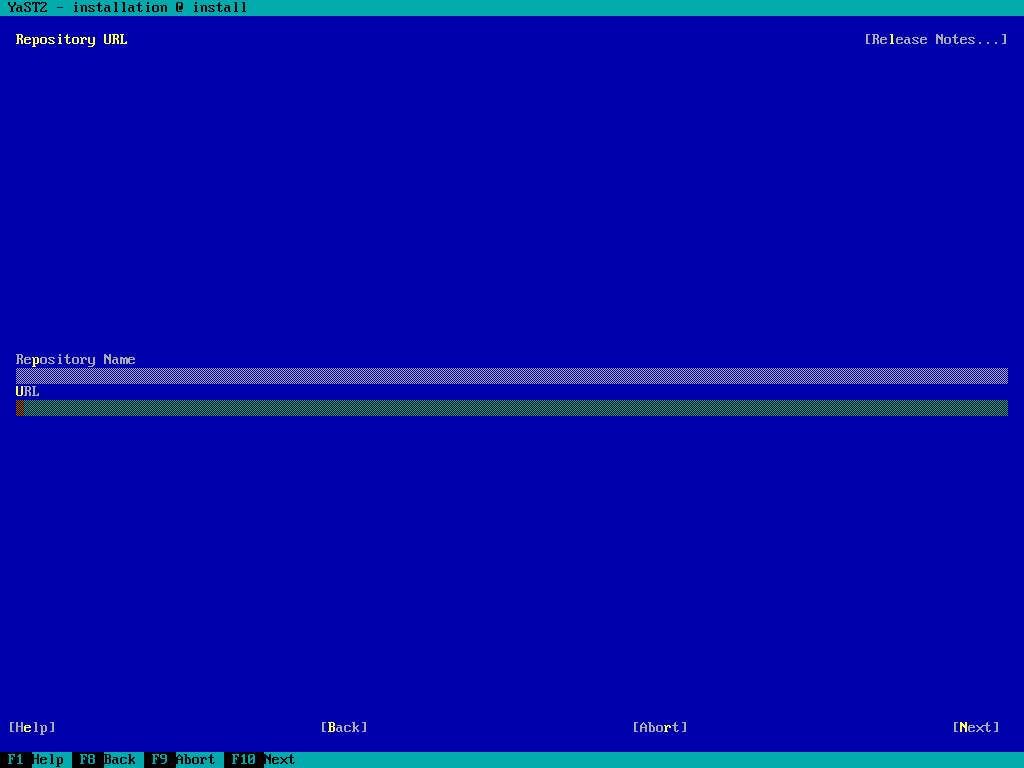 YaST2 - installation @ install
Repository URL [Release Notes...]
Repository Name
URL
[Help] [Back] [Abort] [Next]
F1 Help F8 Back F9 Abort F10 Next